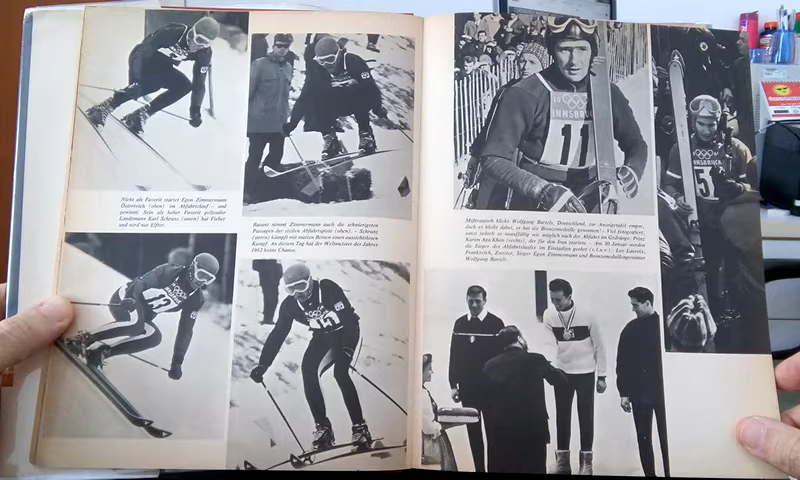 Nicht als Favorit startet Egon Zimmermann
Österreich (oben) im Abfahrtslauf - und
gewinnt. Sein als hoher Favorit geltender
Landsmann Karl Schranz (unten) hat Fieber
und wird nur Elfter.
Rasant nimmt Zimmermann auch die schwierigsten
Passagen der steilen Abfahrtspiste (oben). – Schranz
(unten) kämpft mit matten Beinen einen aussichtslosen
Kampf. An diesem Tag hat der Weltmeister des Jahres
1962 keine Chance.
INNSBRUCK
11
Mißtrauisch blickt Wolfgang Bartels, Deutschland, zur Anzeigetafel empor,
doch es bleibt dabei, er hat die Bronzemedaille gewonnen! – Viel fotografiert,
sonst jedoch so unauffällig wie möglich nach der Abfahrt im Gedränge. Prinz
Karim Aga Khan (rechts), der für den Iran startete. – Am 30. Januar werden
die Sieger des Abfahrtslaufes im Eisstadion geehrt (v.l.n.r.): Leo Lacroix,
Frankreich, Zweiter, Sieger Egon Zimmermann und Bronzemedaillengewinner
Wolfgang Bartels.